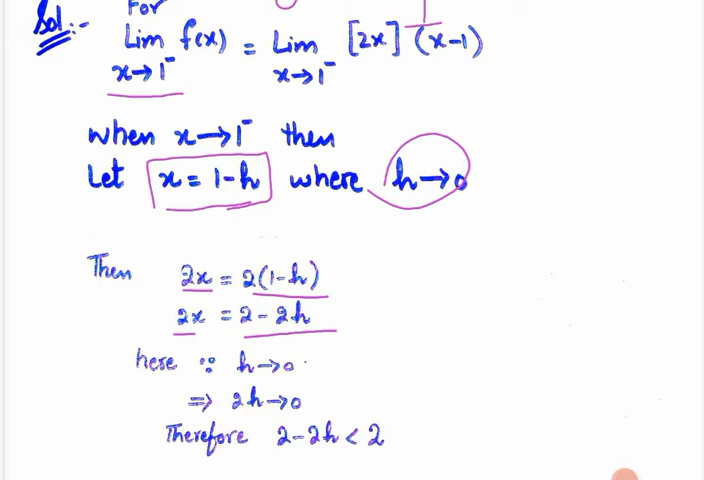 Sol:- For
Lim f(x) = Lim [2x] (x-1)
x→1⁻ x→1⁻
when x→1⁻ then
Let x = 1-h where h→0
Then 2x = 2(1-h)
2x = 2-2h
here ∵ h→0
⇒ 2h→0
Therefore 2-2h < 2